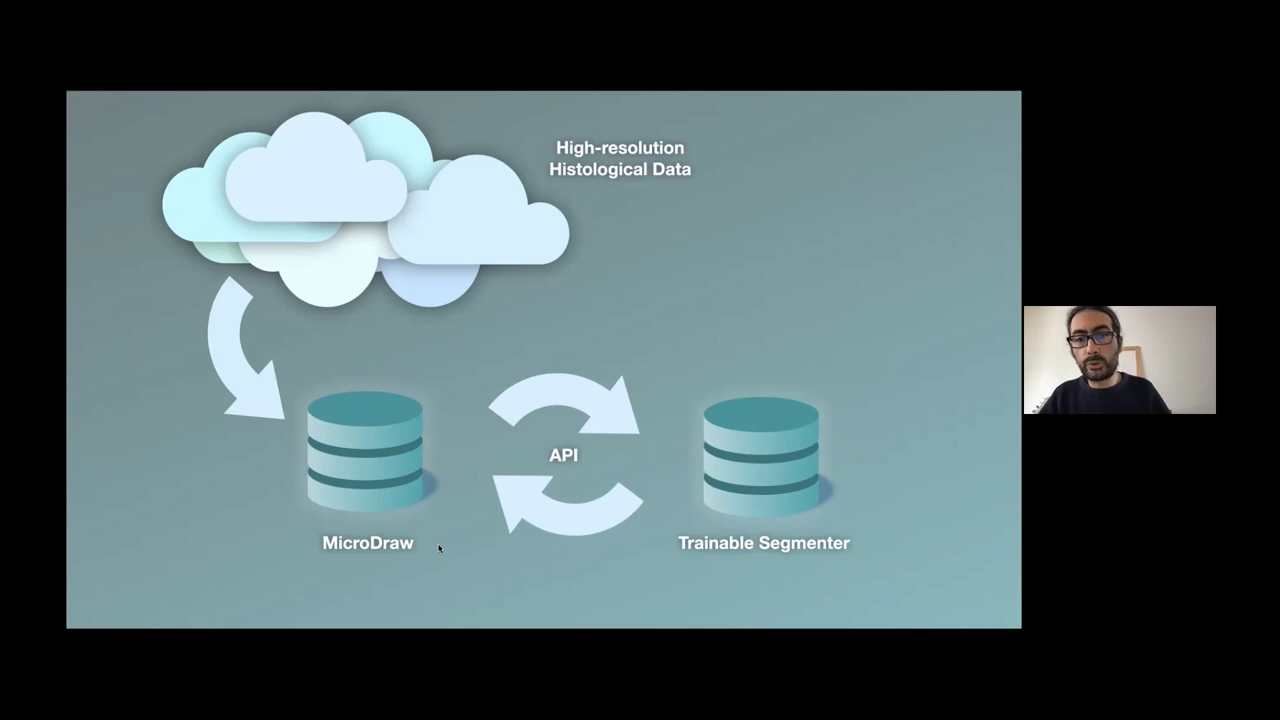 High-resolution
Histological Data
API
MicroDraw
Trainable Segmenter